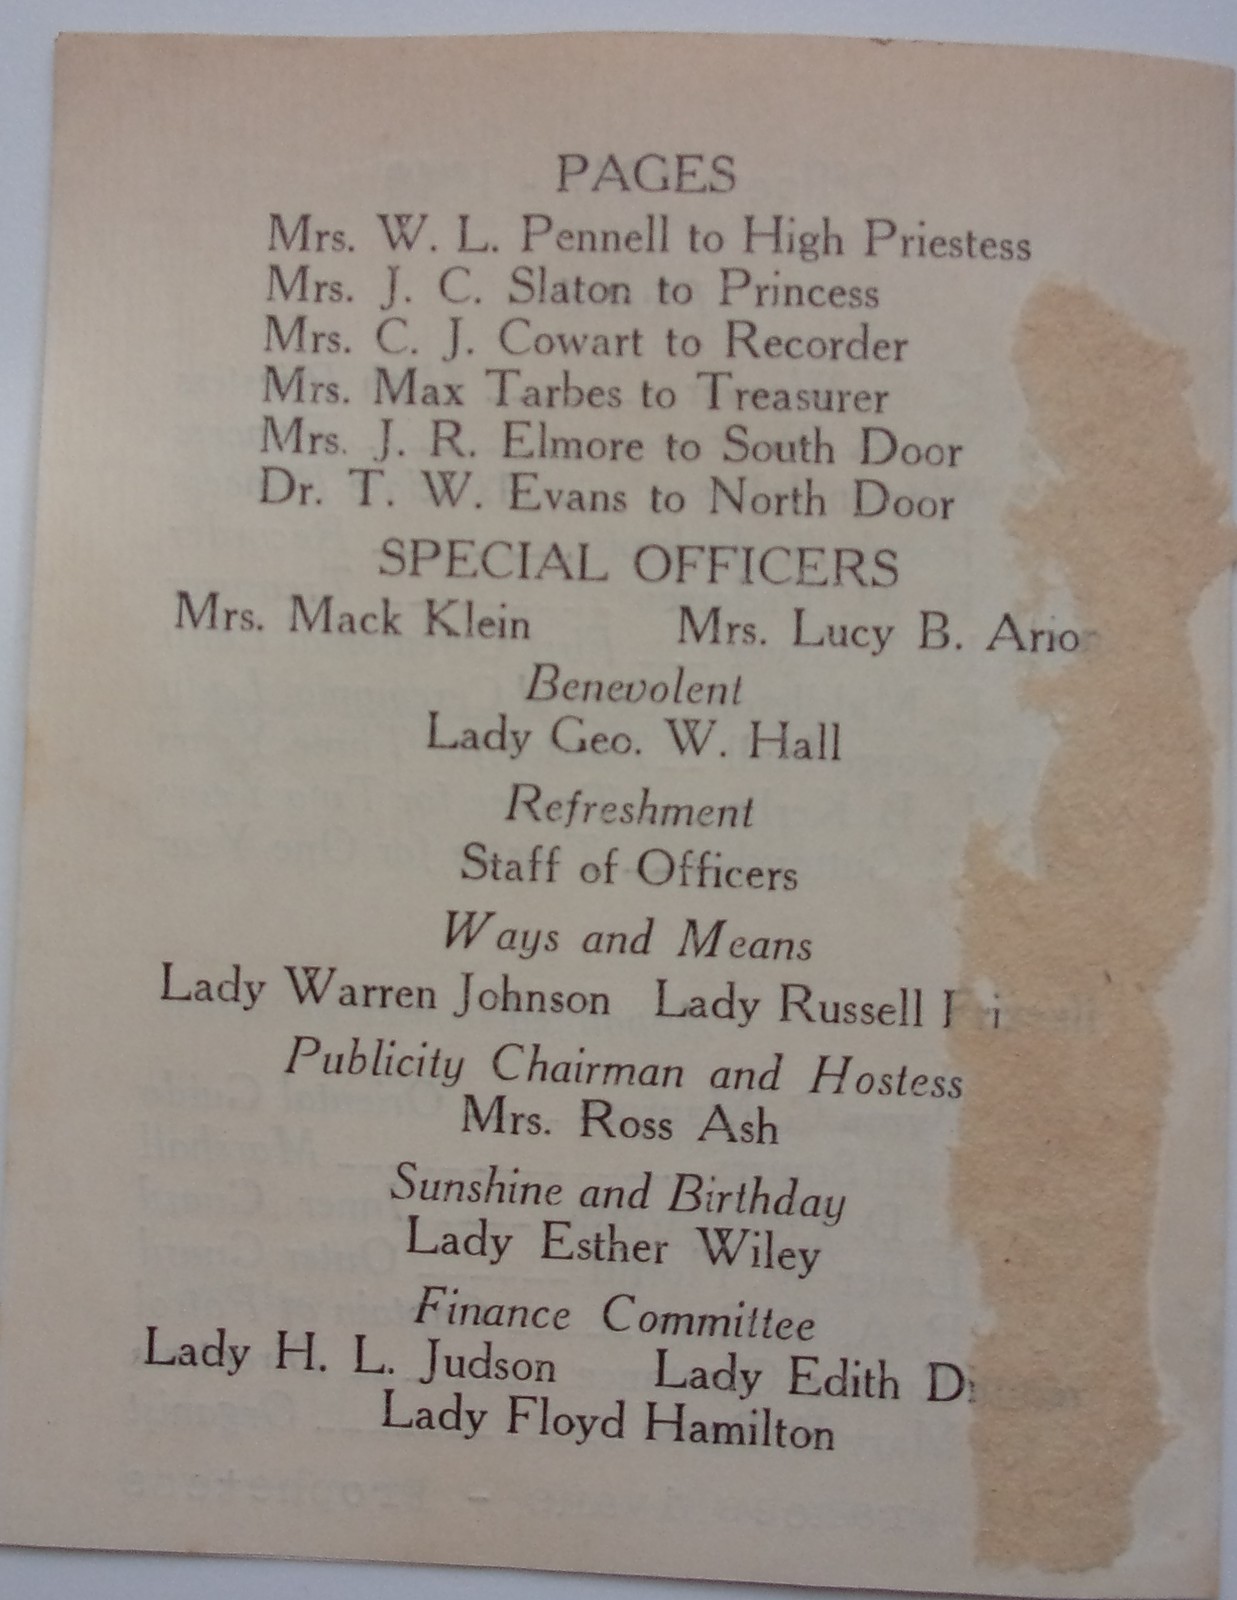 PAGES
Mrs. W. L. Pennell to High Priestess
Mrs. J. C. Slaton to Princess
Mrs. C. J. Cowart to Recorder
Mrs. Max Tarbes to Treasurer
Mrs. J. R. Elmore to South Door
Dr. T. W. Evans to North Door
SPECIAL OFFICERS
Mrs. Mack Klein Mrs. Lucy B.
Benevolent
Lady Geo. W. Hall
Refreshment
Staff of Officers
Ways and Means
Lady Warren Johnson Lady Russell
Publicity Chairman and Hostess
Mrs. Ross Ash
Sunshine and Birthday
Lady Esther Wiley
Finance Committee
Lady H. L. Judson Lady Edith
Lady Floyd Hamilton